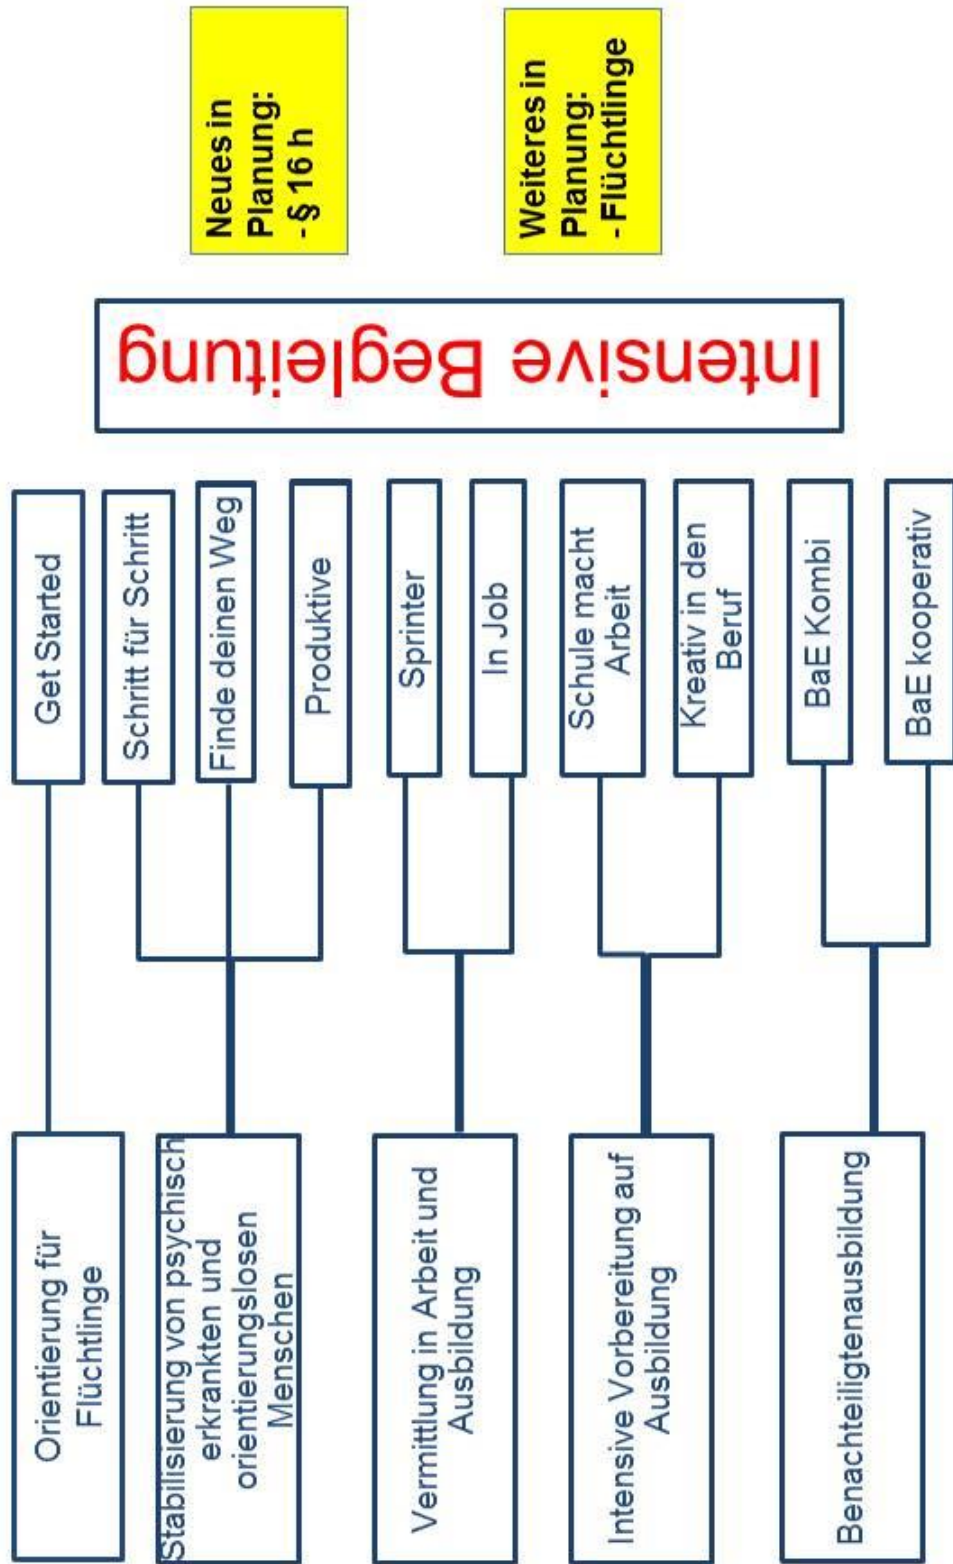 Orientierung für
Flüchtlinge
Get Started
Stabilisierung von psychisch
erkrankten und
orientierungslosen
Menschen
Schritt für Schritt
Finde deinen Weg
Produktive
Vermittlung in Arbeit und
Ausbildung
Sprinter
In Job
Intensive Vorbereitung auf
Ausbildung
Schule macht
Arbeit
Kreativ in den
Beruf
Benachteiligtenausbildung
BaE Kombi
BaE kooperativ
Intensive Begleitung
Neues in
Planung:
- § 16 h
Weiteres in
Planung:
- Flüchtlinge